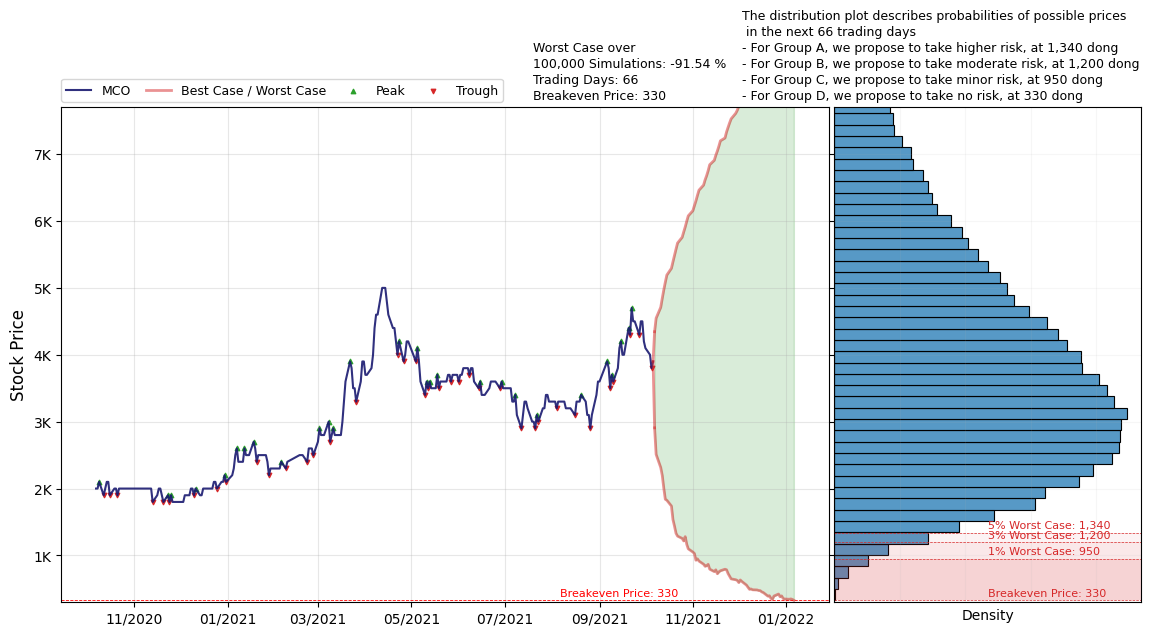 The distribution plot describes probabilities of possible prices
in the next 66 trading days
- For Group A, we propose to take higher risk, at 1,340 dong
- For Group B, we propose to take moderate risk, at 1,200 dong
- For Group C, we propose to take minor risk, at 950 dong
- For Group D, we propose to take no risk, at 330 dong
Worst Case over
100,000 Simulations: -91.54 %
Trading Days: 66
Breakeven Price: 330
MCO
Best Case / Worst Case
Peak
Trough
Stock Price
7K
6K
5K
4K
3K
2K
1K
Breakeven Price: 330
11/2020
01/2021
03/2021
05/2021
07/2021
09/2021
11/2021
01/2022
5% Worst Case: 1,340
3% Worst Case: 1,200
1% Worst Case: 950
Breakeven Price: 330
Density